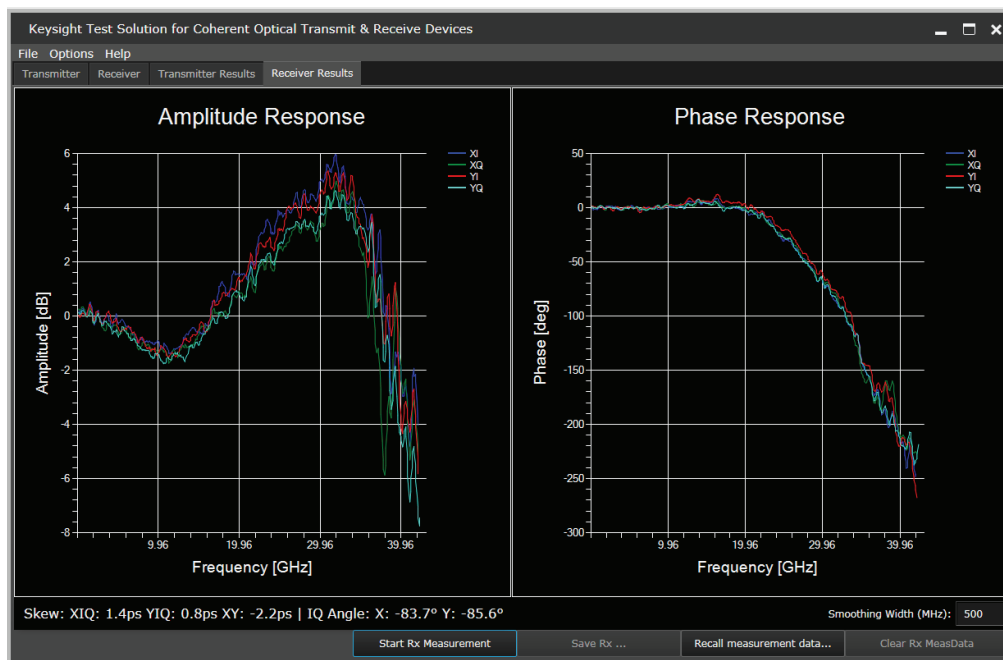 Keysight Test Solution for Coherent Optical Transmit & Receive Devices
File Options Help
Transmitter Receiver Transmitter Results Receiver Results
Amplitude Response
XI
XQ
YI
YQ
6
4
2
0
-2
-4
-6
-8
Amplitude [dB]
9.96 19.96 29.96 39.96
Frequency [GHz]
Phase Response
XI
XQ
YI
YQ
50
0
-50
-100
-150
-200
-250
-300
Phase [deg]
9.96 19.96 29.96 39.96
Frequency [GHz]
Skew: XIQ: 1.4ps YIQ: 0.8ps XY: -2.2ps | IQ Angle: X: -83.7º Y: -85.6º
Smoothing Width (MHz): 500
Start Rx Measurement Save Rx ... Recall measurement data... Clear Rx MeasData